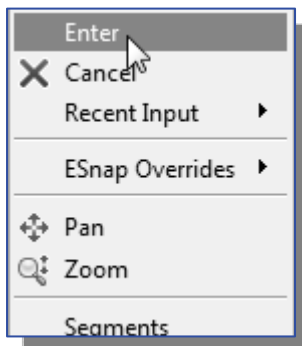 Enter
Cancel
Recent Input
ESnap Overrides
Pan
Zoom
Segments